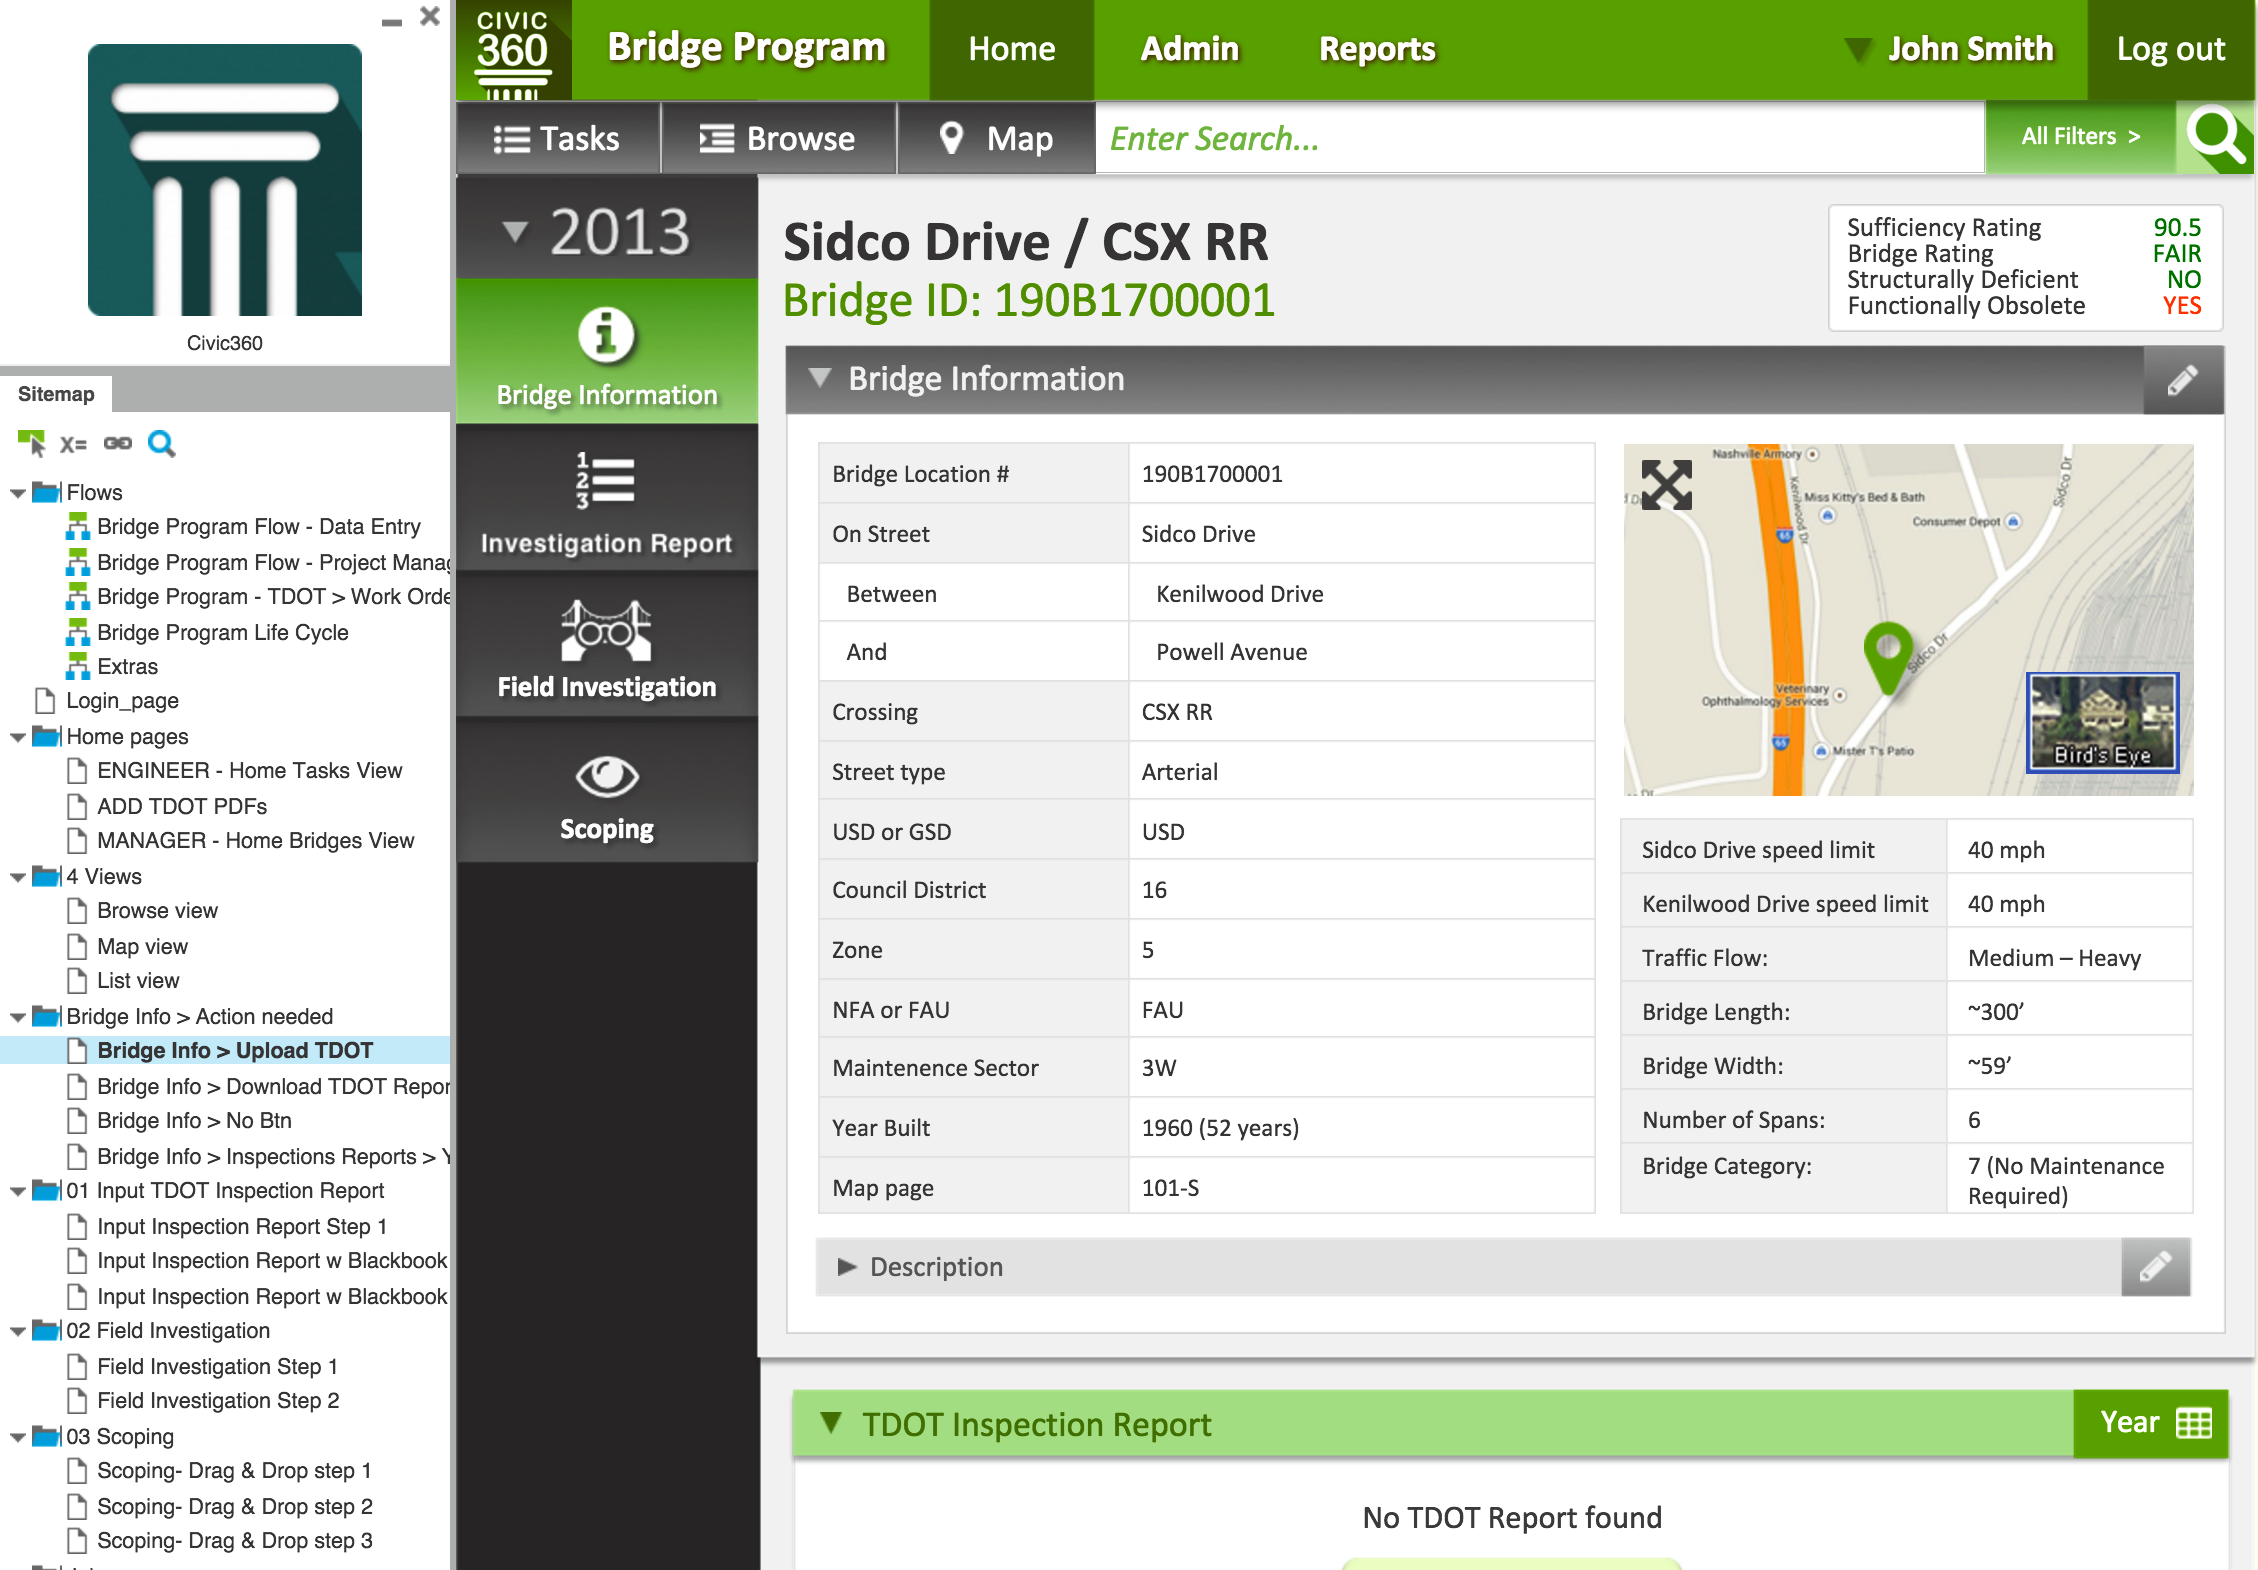 Civic360
Sitemap
X=
Flows
Bridge Program Flow - Data Entry
Bridge Program Flow - Project Manag
Bridge Program - TDOT > Work Orde
Bridge Program Life Cycle
Extras
Login_page
Home pages
ENGINEER - Home Tasks View
ADD TDOT PDFs
MANAGER - Home Bridges View
4 Views
Browse view
Map view
List view
Bridge Info > Action needed
Bridge Info > Upload TDOT
Bridge Info > Download TDOT Repor
Bridge Info > No Btn
Bridge Info > Inspections Reports > Y
01 Input TDOT Inspection Report
Input Inspection Report Step 1
Input Inspection Report w Blackbook
Input Inspection Report w Blackbook
02 Field Investigation
Field Investigation Step 1
Field Investigation Step 2
03 Scoping
Scoping- Drag & Drop step 1
Scoping- Drag & Drop step 2
Scoping- Drag & Drop step 3
CIVIC
360
Bridge Program
Home
Admin
Reports
John Smith
Log out
Tasks
Browse
Map
Enter Search...
All Filters >
2013
Bridge Information
1
2
3
Investigation Report
Field Investigation
Scoping
Sidco Drive / CSX RR
Bridge ID: 190B1700001
Sufficiency Rating 90.5
Bridge Rating FAIR
Structurally Deficient NO
Functionally Obsolete YES
Bridge Information
Bridge Location # 190B1700001
On Street Sidco Drive
Between Kenilwood Drive
And Powell Avenue
Crossing CSX RR
Street type Arterial
USD or GSD USD
Council District 16
Zone 5
NFA or FAU FAU
Maintenence Sector 3W
Year Built 1960 (52 years)
Map page 101-S
Nashville Armory
Kenilwood Dr
Miss Kitty's Bed & Bath
Consumer Depot
Sidco Dr
65
Sidco Dr
Veterinary
Ophthalmology Services
65
Mister T's Patio
Bird's Eye
Sidco Drive speed limit 40 mph
Kenilwood Drive speed limit 40 mph
Traffic Flow: Medium – Heavy
Bridge Length: ~300’
Bridge Width: ~59’
Number of Spans: 6
Bridge Category: 7 (No Maintenance
Required)
Description
TDOT Inspection Report
Year
No TDOT Report found